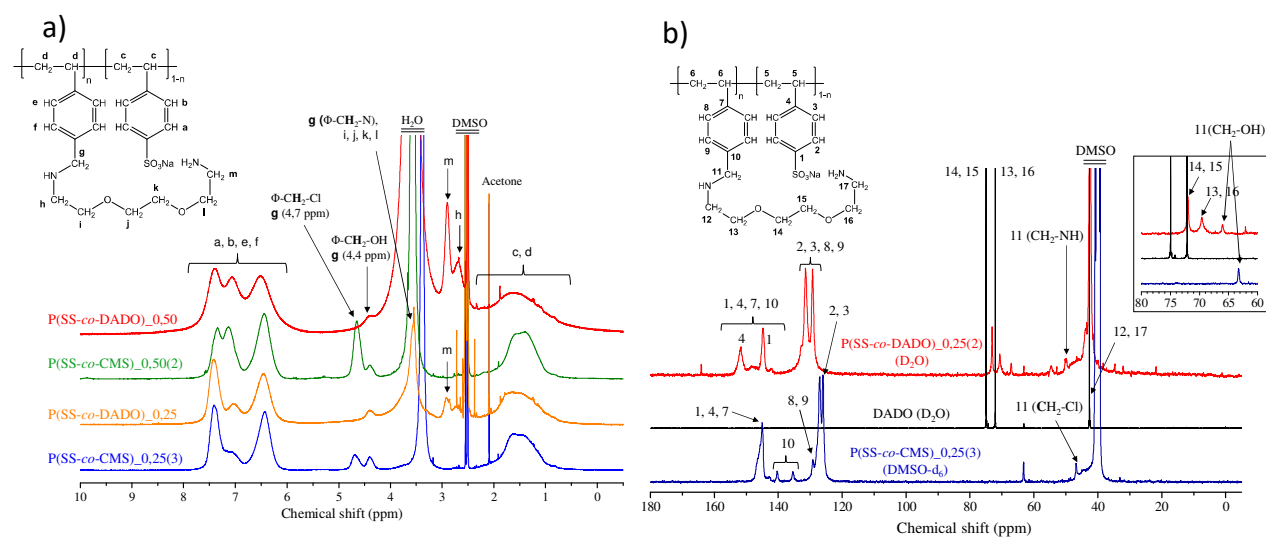 a)
d d c c
n 1-n
H H H H
e b
H H H H
f a
g
CH2
SO3Na
H2N
CH2
m
HN
k
CH2
h
O
O
i
j
l
g (Φ-CH2-N),
i, j, k, l
H2O
DMSO
m
Acetone
h
Φ-CH2-Cl
g (4,7 ppm)
Φ-CH2-OH
g (4,4 ppm)
a, b, e, f
c, d
P(SS-co-DADO)_0,50
P(SS-co-CMS)_0,50(2)
m
P(SS-co-DADO)_0,25
P(SS-co-CMS)_0,25(3)
10 9 8 7 6 5 4 3 2 1 0
Chemical shift (ppm)
b)
6 6 5 5
n 1-n
7 4
8 3
H H H H
H H H H
9 2
10 1
11
CH2
SO3Na
H2N
17
CH2
HN
15
CH2
12
O
O
13
14
16
DMSO
14, 15
13, 16
11(CH2-OH)
14, 15
13, 16
80 75 70 65 60
11 (CH2-NH)
2, 3, 8, 9
1, 4, 7, 10
4 1
2, 3
12, 17
P(SS-co-DADO)_0,25(2)
(D2O)
DADO (D2O)
11 (CH2-Cl)
8, 9
1, 4, 7
10
P(SS-co-CMS)_0,25(3)
(DMSO-d6)
180 160 140 120 100 80 60 40 20 0
Chemical shift (ppm)